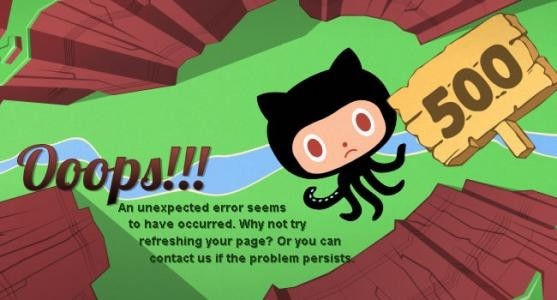 500
Ooops!!!
An unexpected error seems
to have occurred. Why not try
refreshing your page? Or you can
contact us if the problem persists.